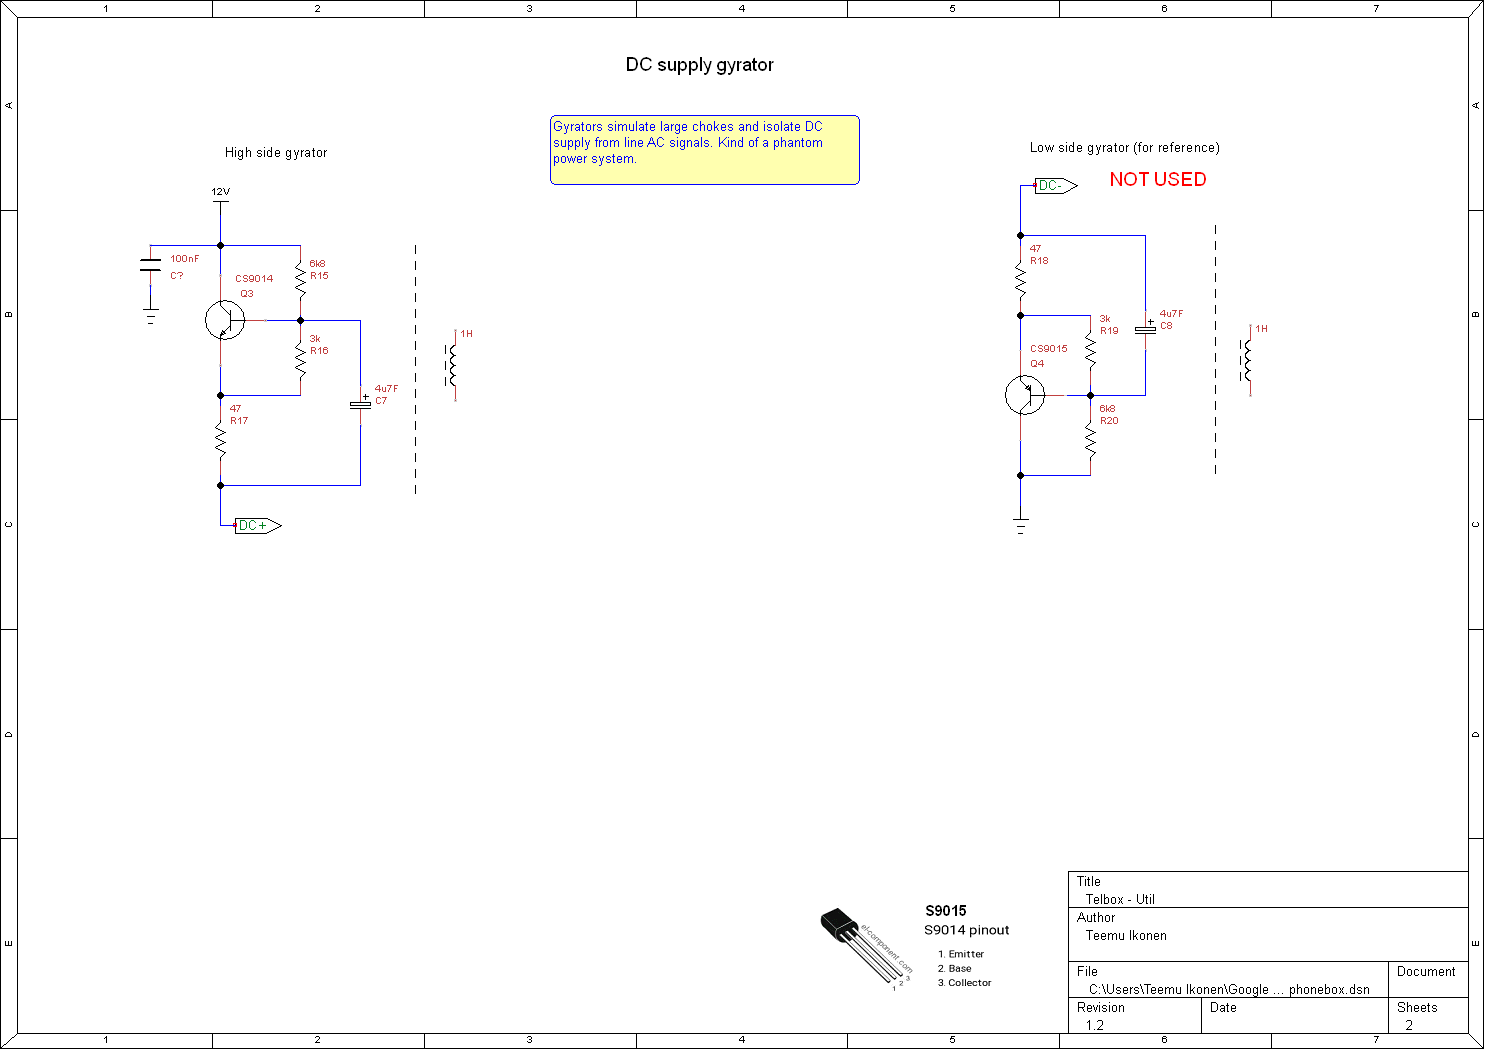 1 2 3 4 5 6 7
A A
B B
C C
D D
E E
DC supply gyrator
Gyrators simulate large chokes and isolate DC
supply from line AC signals. Kind of a phantom
power system.
High side gyrator
12V
100nF
C?
CS9014
Q3
6k8
R15
3k
R16
47
R17
4u7F
+
C7
DC+
1H
Low side gyrator (for reference)
NOT USED
DC-
47
R18
3k
R19
4u7F
+
C8
CS9015
Q4
6k8
R20
1H
el-component.com
1 2 3
S9015
S9014 pinout
1. Emitter
2. Base
3. Collector
Title
Telbox - Util
Author
Teemu Ikonen
File
C:\Users\Teemu Ikonen\Google ... phonebox.dsn
Document
Revision
1.2
Date
Sheets
2
1 2 3 4 5 6 7